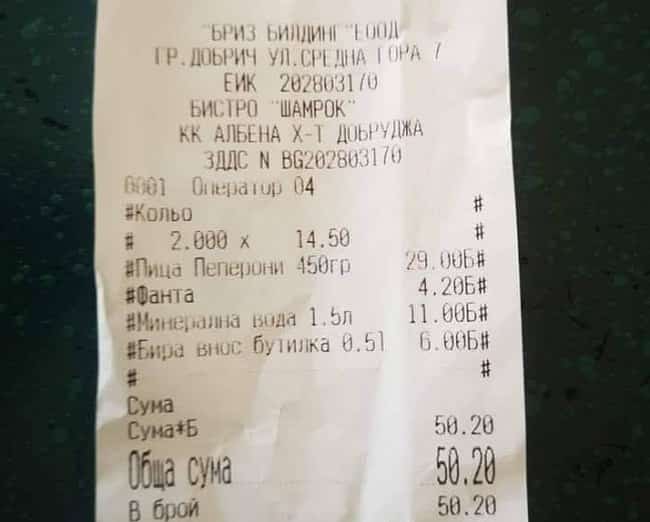 "БРИЗ БИЛДИНГ"ЕООД
ГР.ДОБРИЧ УЛ.СРЕДНА ГОРА 7
ЕИК 202803170
БИСТРО "ШАМРОК"
КК АЛБЕНА Х-Т ДОБРУДЖА
ЗДДС N BG202803170
0001 Оператор 04
#Кольо #
# 2.000 x 14.50 #
#Пица Пеперони 450гр 29.00Б#
#Фанта 4.20Б#
#Минерална вода 1.5л 11.00Б#
#Бира внос бутилка 0.5l 6.00Б#
# #
Сума
Сума*Б 50.20
Обща сума 50.20
В брой 50.20